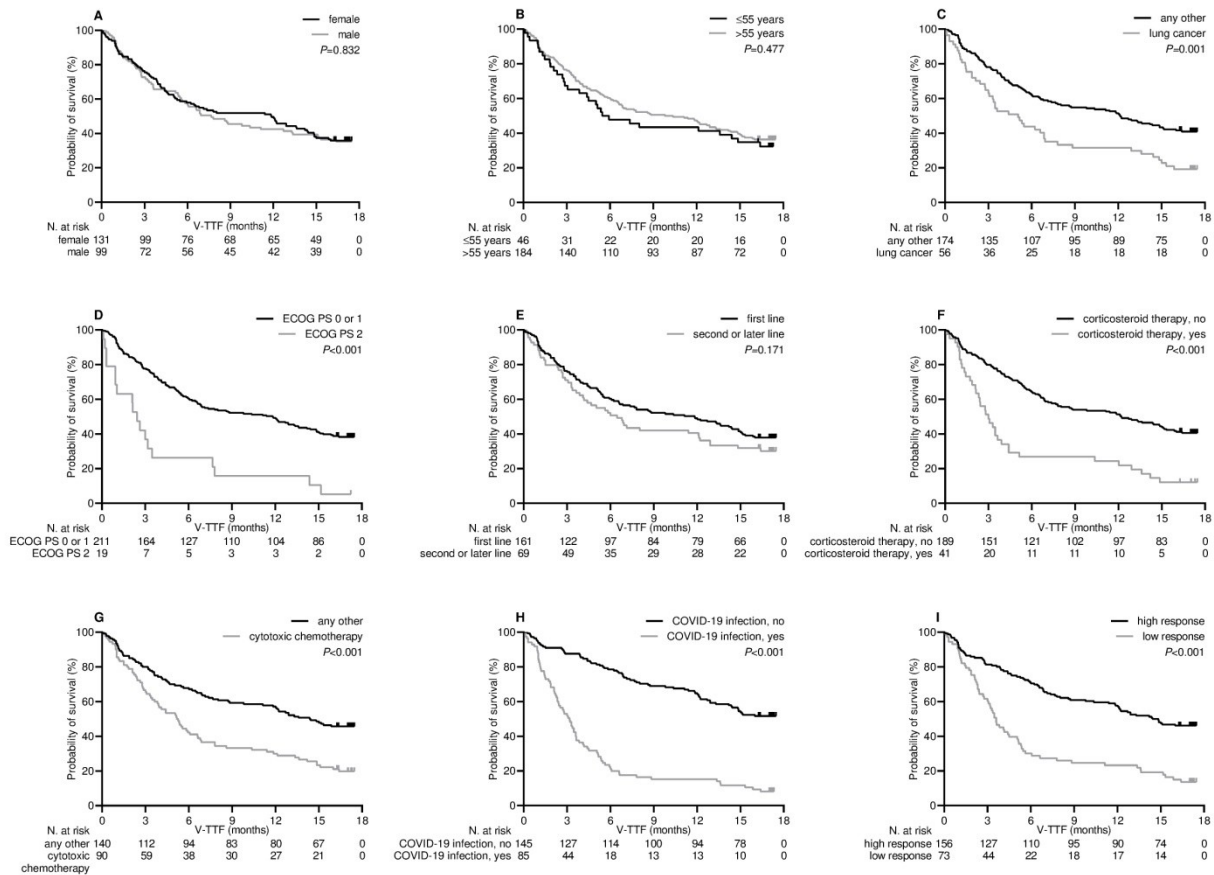 A
female
male
P=0.832
Probability of survival (%)
100
80
60
40
20
0
0 3 6 9 12 15 18
V-TTF (months)
N. at risk
female 131 99 76 68 65 49 0
male 99 72 56 45 42 39 0
B
≤55 years
>55 years
P=0.477
Probability of survival (%)
100
80
60
40
20
0
0 3 6 9 12 15 18
V-TTF (months)
N. at risk
≤55 years 46 31 22 20 20 16 0
>55 years 184 140 110 93 87 72 0
C
any other
lung cancer
P=0.001
Probability of survival (%)
100
80
60
40
20
0
0 3 6 9 12 15 18
V-TTF (months)
N. at risk
any other 174 135 107 95 89 75 0
lung cancer 56 36 25 18 18 18 0
D
ECOG PS 0 or 1
ECOG PS 2
P<0.001
Probability of survival (%)
100
80
60
40
20
0
0 3 6 9 12 15 18
V-TTF (months)
N. at risk
ECOG PS 0 or 1 211 164 127 110 104 86 0
ECOG PS 2 19 7 5 3 3 2 0
E
first line
second or later line
P=0.171
Probability of survival (%)
100
80
60
40
20
0
0 3 6 9 12 15 18
V-TTF (months)
N. at risk
first line 161 122 97 84 79 66 0
second or later line 69 49 35 29 28 22 0
F
corticosteroid therapy, no
corticosteroid therapy, yes
P<0.001
Probability of survival (%)
100
80
60
40
20
0
0 3 6 9 12 15 18
V-TTF (months)
N. at risk
corticosteroid therapy, no 189 151 121 102 97 83 0
corticosteroid therapy, yes 41 20 11 11 10 5 0
G
any other
cytotoxic chemotherapy
P<0.001
Probability of survival (%)
100
80
60
40
20
0
0 3 6 9 12 15 18
V-TTF (months)
N. at risk
any other 140 112 94 83 80 67 0
cytotoxic 90 59 38 30 27 21 0
chemotherapy
H
COVID-19 infection, no
COVID-19 infection, yes
P<0.001
Probability of survival (%)
100
80
60
40
20
0
0 3 6 9 12 15 18
V-TTF (months)
N. at risk
COVID-19 infection, no 145 127 114 100 94 78 0
COVID-19 infection, yes 85 44 18 13 13 10 0
I
high response
low response
P<0.001
Probability of survival (%)
100
80
60
40
20
0
0 3 6 9 12 15 18
V-TTF (months)
N. at risk
high response 156 127 110 95 90 74 0
low response 73 44 22 18 17 14 0